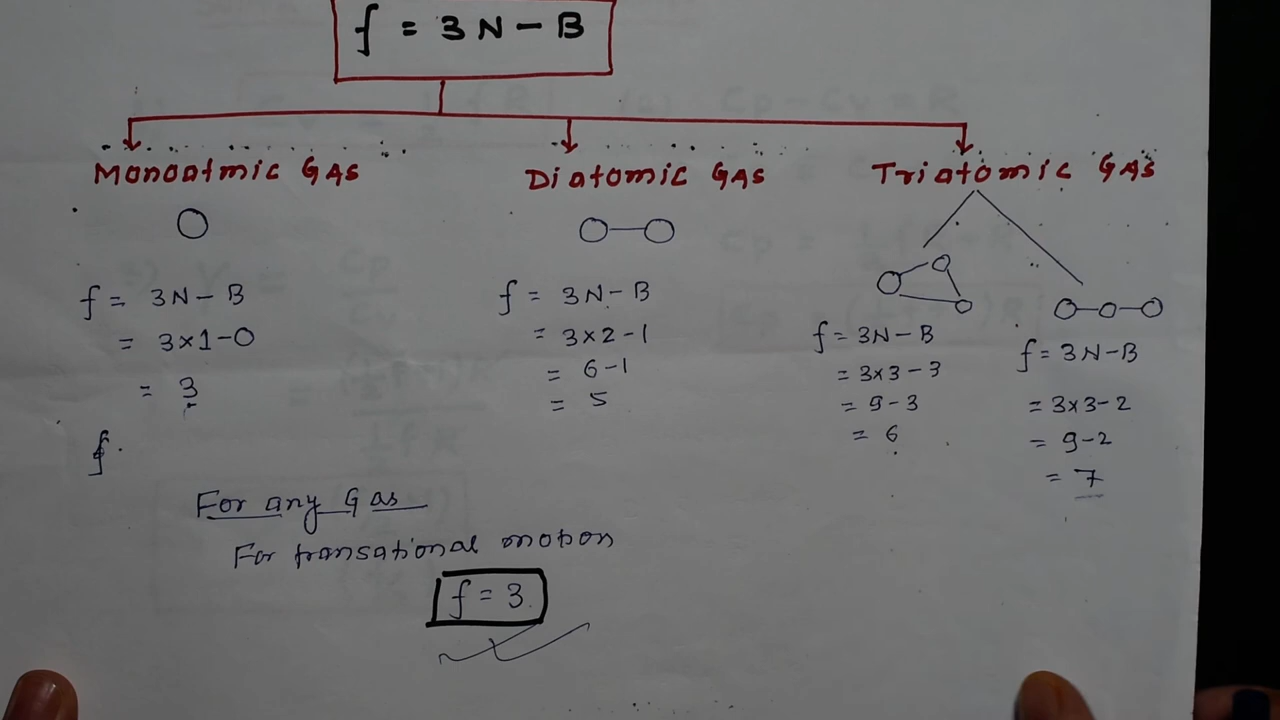 f = 3N-B
Monoatmic GAS
f = 3N-B
= 3×1-0
= 3
f
Diatomic GAS
f = 3N-B
= 3×2-1
= 6-1
= 5
Triatomic GAS
f = 3N-B
= 3×3-3
= 9-3
= 6
f = 3N-B
= 3×3-2
= 9-2
= 7
For any Gas
For transational motion
f = 3